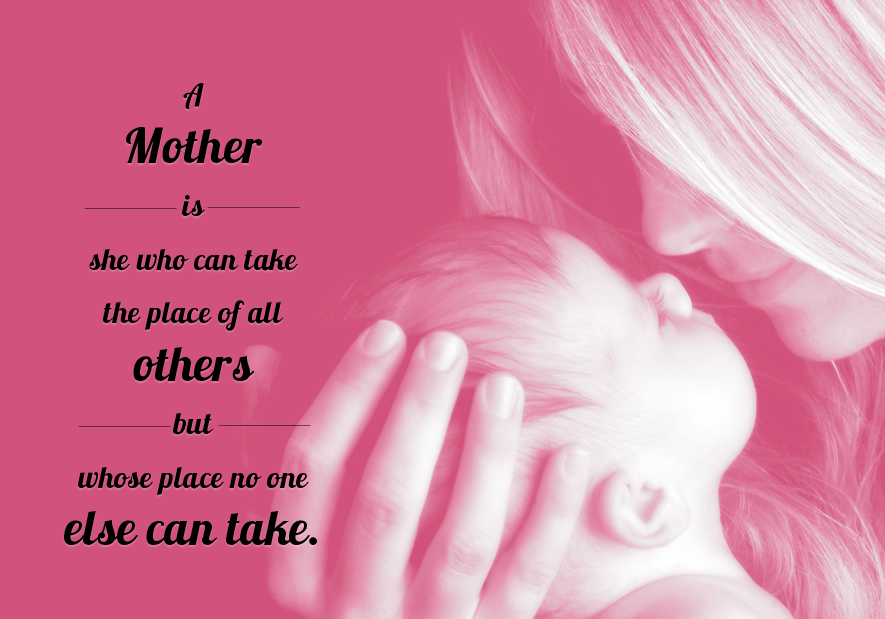 A
Mother
is
she who can take
the place of all
others
but
whose place no one
else can take.